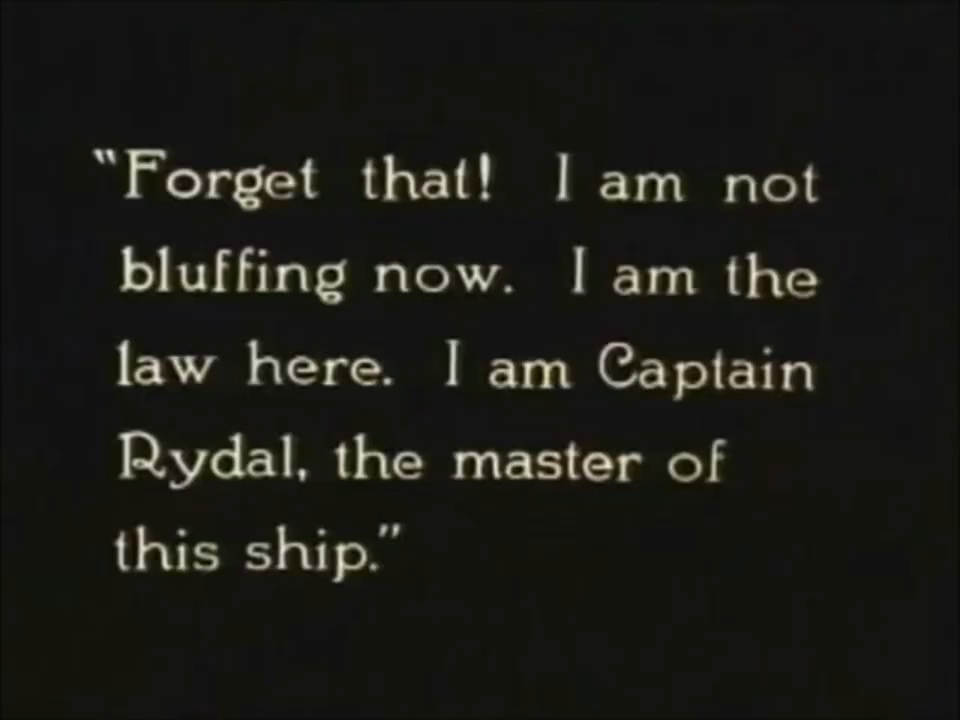 "Forget that! I am not
bluffing now. I am the
law here. I am Captain
Rydal, the master of
this ship."